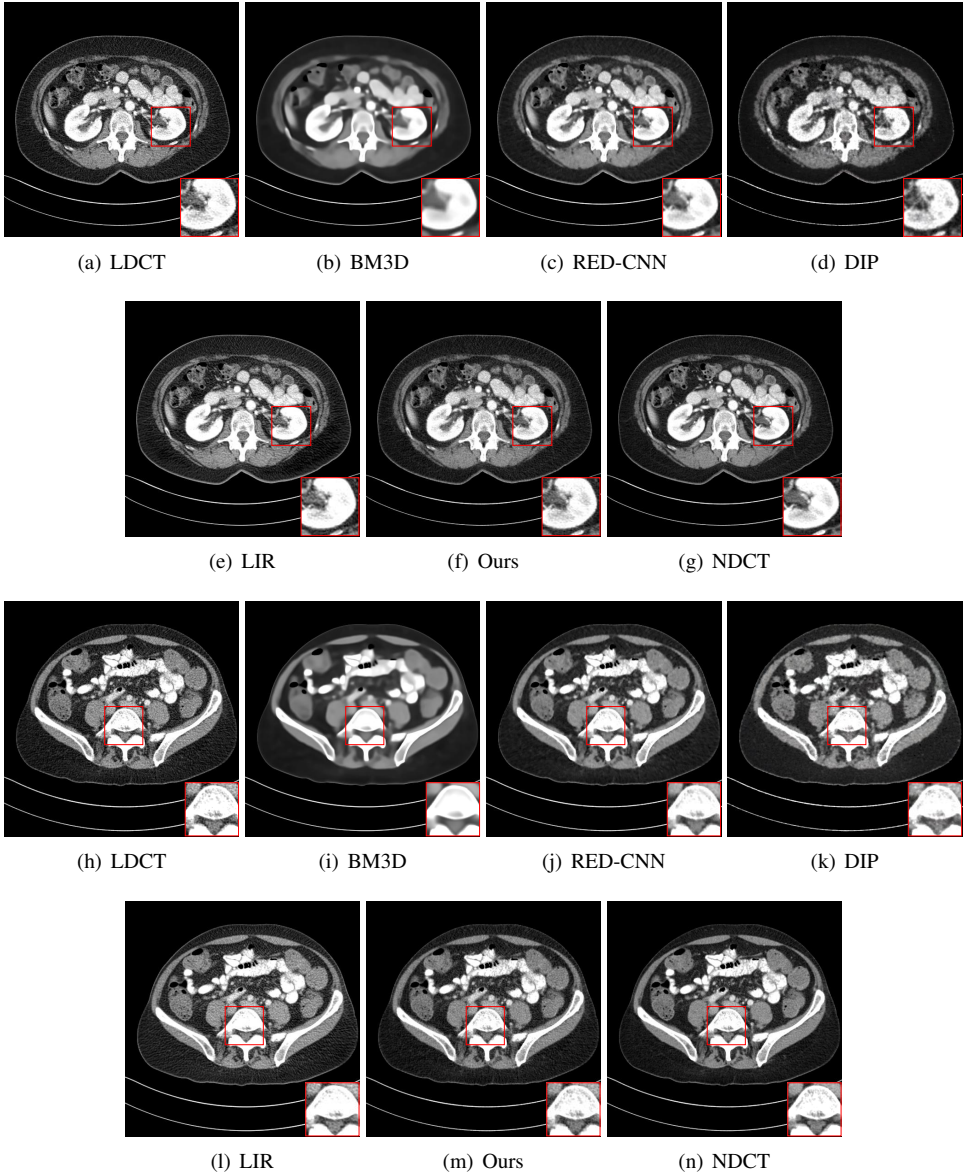 (a) LDCT (b) BM3D (c) RED-CNN (d) DIP
(e) LIR (f) Ours (g) NDCT
(h) LDCT (i) BM3D (j) RED-CNN (k) DIP
(l) LIR (m) Ours (n) NDCT